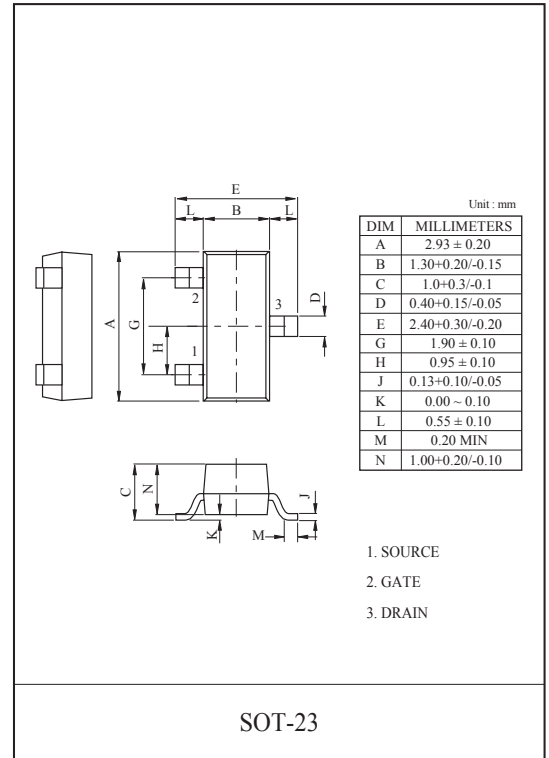 E
L B L
2
3
D
A
G
H
1
C
N
K
M
J
Unit : mm
DIM MILLIMETERS
A 2.93 ± 0.20
B 1.30+0.20/-0.15
C 1.0+0.3/-0.1
D 0.40+0.15/-0.05
E 2.40+0.30/-0.20
G 1.90 ± 0.10
H 0.95 ± 0.10
J 0.13+0.10/-0.05
K 0.00 ~ 0.10
L 0.55 ± 0.10
M 0.20 MIN
N 1.00+0.20/-0.10
1. SOURCE
2. GATE
3. DRAIN
SOT-23